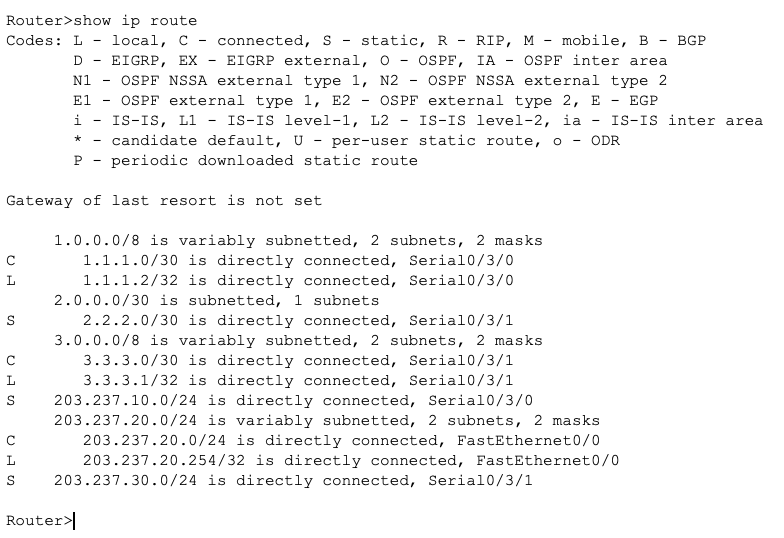 Router>show ip route
Codes: L - local, C - connected, S - static, R - RIP, M - mobile, B - BGP
       D - EIGRP, EX - EIGRP external, O - OSPF, IA - OSPF inter area
       N1 - OSPF NSSA external type 1, N2 - OSPF NSSA external type 2
       E1 - OSPF external type 1, E2 - OSPF external type 2, E - EGP
       i - IS-IS, L1 - IS-IS level-1, L2 - IS-IS level-2, ia - IS-IS inter area
       * - candidate default, U - per-user static route, o - ODR
       P - periodic downloaded static route

Gateway of last resort is not set

     1.0.0.0/8 is variably subnetted, 2 subnets, 2 masks
C       1.1.1.0/30 is directly connected, Serial0/3/0
L       1.1.1.2/32 is directly connected, Serial0/3/0
     2.0.0.0/30 is subnetted, 1 subnets
S       2.2.2.0/30 is directly connected, Serial0/3/1
     3.0.0.0/8 is variably subnetted, 2 subnets, 2 masks
C       3.3.3.0/30 is directly connected, Serial0/3/1
L       3.3.3.1/32 is directly connected, Serial0/3/1
S    203.237.10.0/24 is directly connected, Serial0/3/0
     203.237.20.0/24 is variably subnetted, 2 subnets, 2 masks
C       203.237.20.0/24 is directly connected, FastEthernet0/0
L       203.237.20.254/32 is directly connected, FastEthernet0/0
S    203.237.30.0/24 is directly connected, Serial0/3/1

Router>